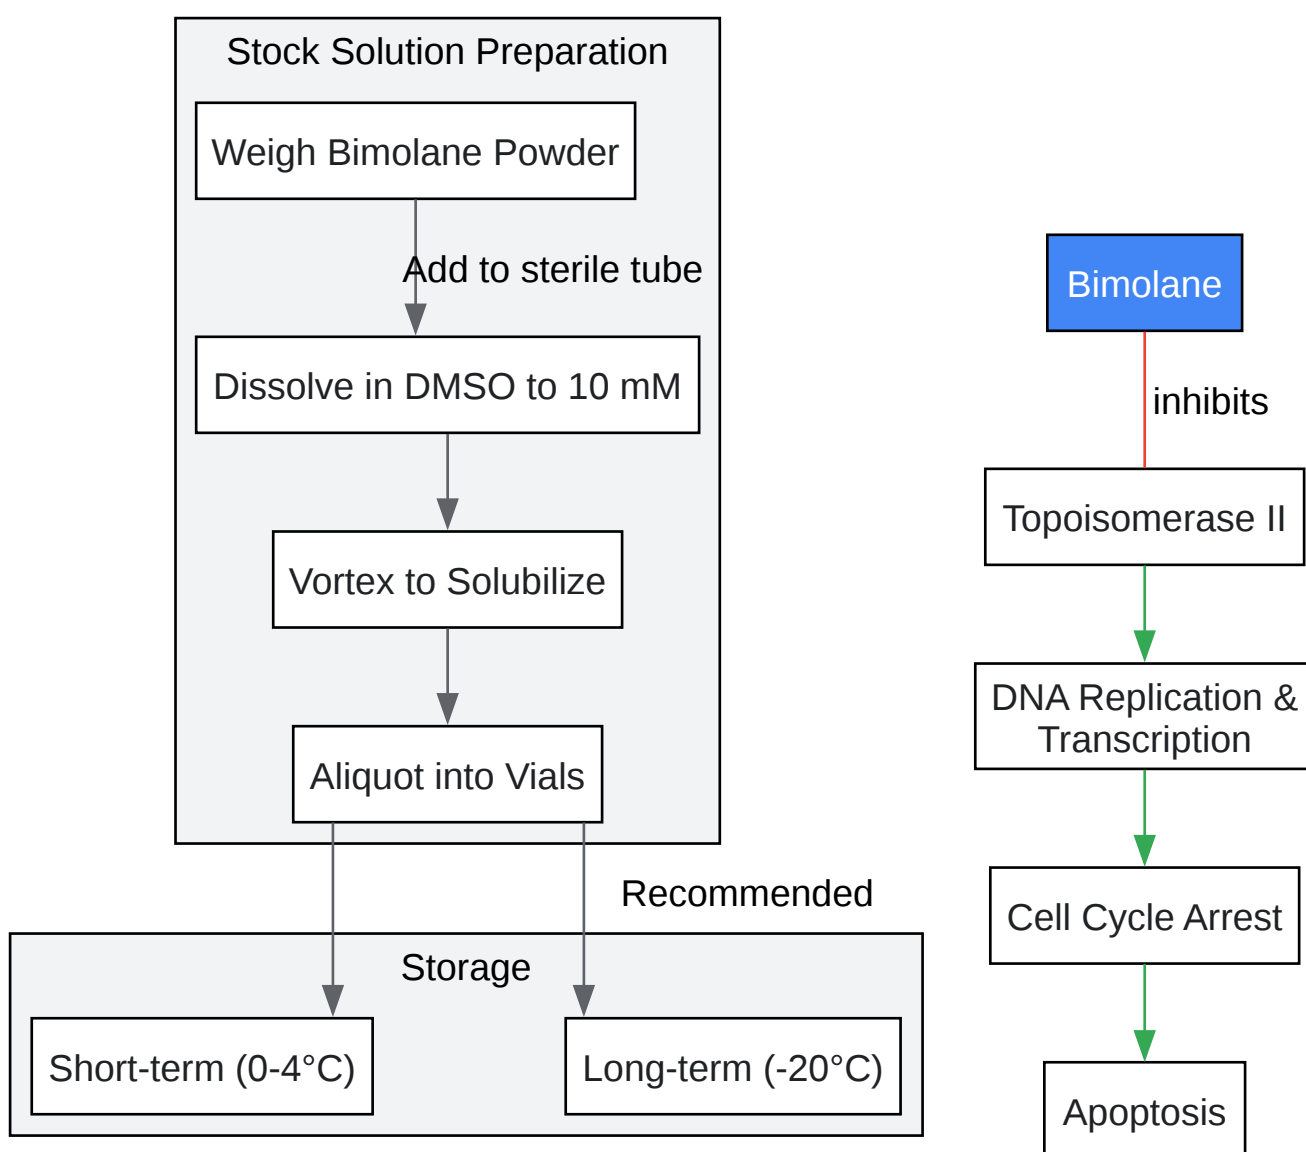 Stock Solution Preparation
Weigh Bimolane Powder
Add to sterile tube
Dissolve in DMSO to 10 mM
Vortex to Solubilize
Aliquot into Vials
Recommended
Storage
Short-term (0-4°C)
Long-term (-20°C)
Bimolane
inhibits
Topoisomerase II
DNA Replication &
Transcription
Cell Cycle Arrest
Apoptosis